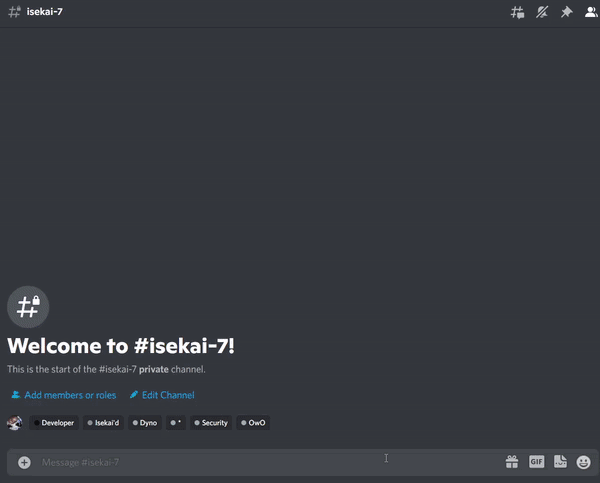 isekai-7
Welcome to #isekai-7!
This is the start of the #isekai-7 private channel.
Add members or roles Edit Channel
Developer Isekai'd Dyno * Security OwO
Message #isekai-7 GIF